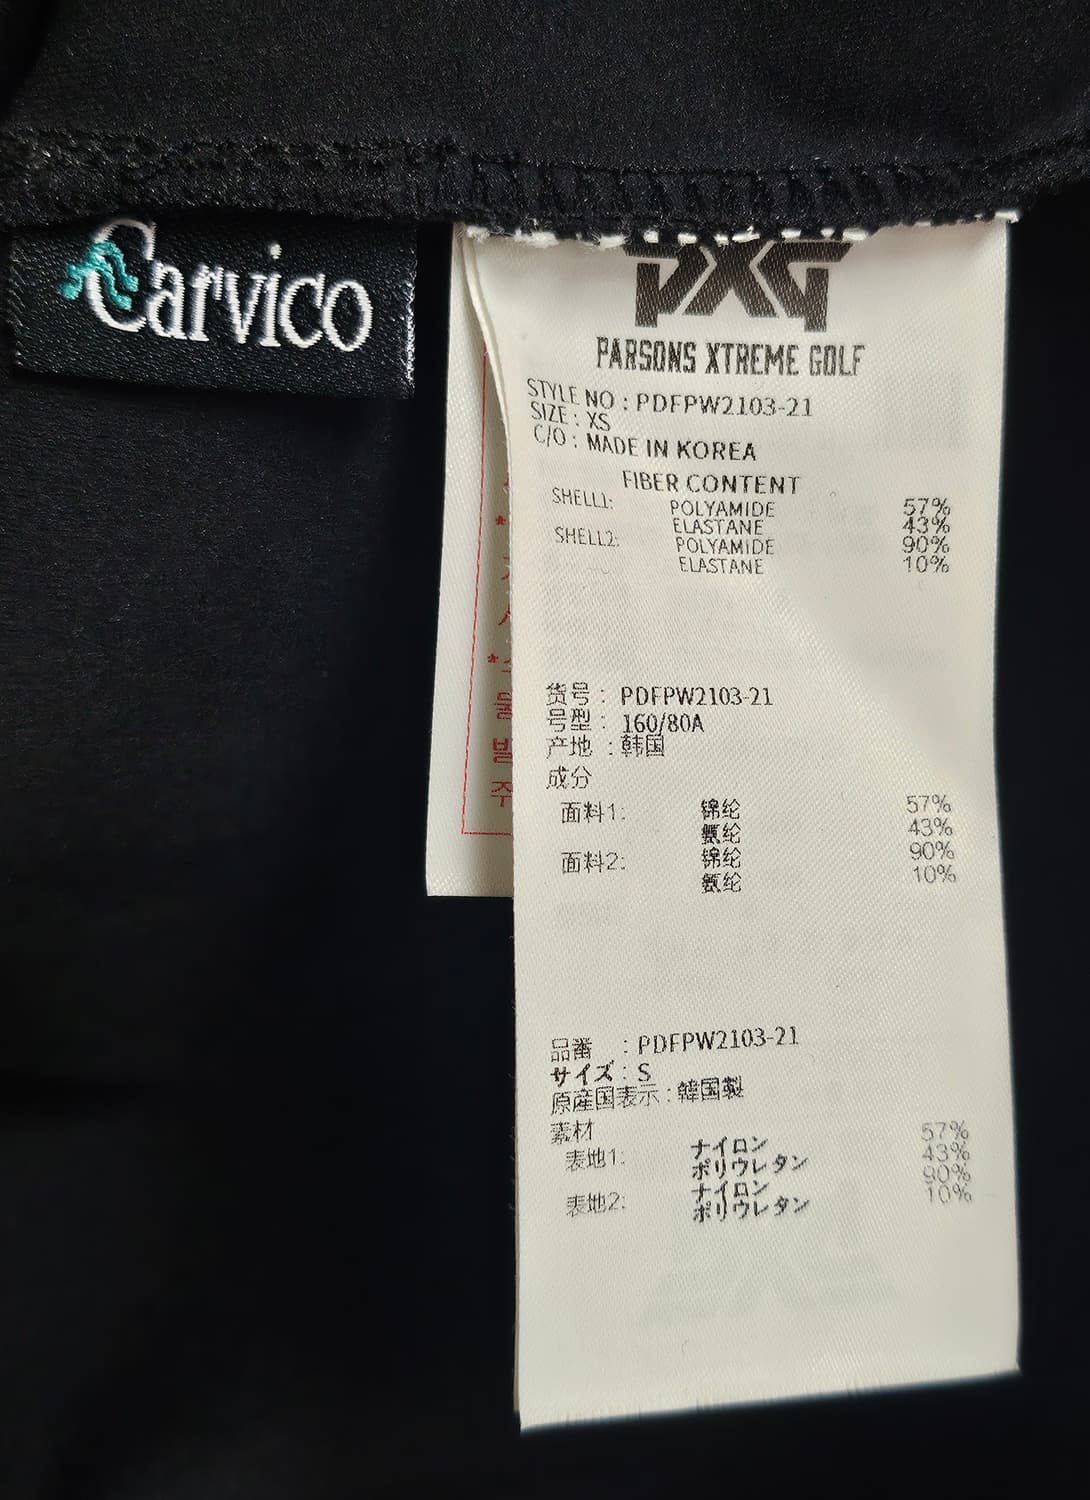 Carvico
PXG
PARSONS XTREME GOLF
STYLE NO : PDFPW2103-21
SIZE : XS
C/O : MADE IN KOREA
FIBER CONTENT
SHELL1: POLYAMIDE 57%
ELASTANE 43%
SHELL2: POLYAMIDE 90%
ELASTANE 10%
货号 : PDFPW2103-21
号型 : 160/80A
产地 : 韩国
成分
面料1: 锦纶 57%
氨纶 43%
面料2: 锦纶 90%
氨纶 10%
品番 : PDFPW2103-21
サイズ : S
原産国表示 : 韓国製
素材
表地1: ナイロン 57%
ポリウレタン 43%
表地2: ナイロン 90%
ポリウレタン 10%